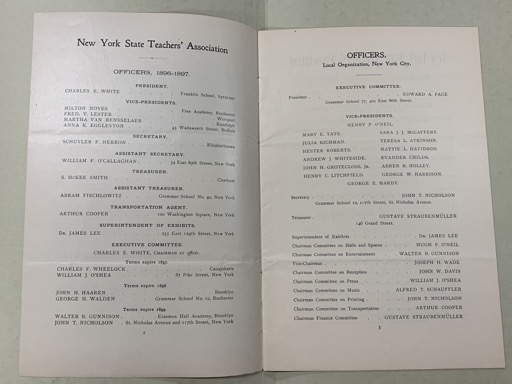 New York State Teachers' Association
OFFICERS, 1896-1897.
PRESIDENT.
CHARLES E. WHITE . . . Franklin School, Syracuse
VICE-PRESIDENTS.
MILTON NOYES . . . Free Academy, Rochester
FRED. V. LESTER . . . Westport
MARTHA VAN RENSSELAER . . . Randolph
ANNA K. EGGLESTON . . . Wadsworth Street, Buffalo
SECRETARY.
SCHUYLER F. HERRON . . . Elizabethtown
ASSISTANT SECRETARY.
WILLIAM F. O'CALLAGHAN . . . East 89th Street, New York
TREASURER.
S. McKEE SMITH . . . Chatham
ASSISTANT TREASURER.
ABRAM FISCHLOWITZ . . . Grammar School No. 20, New York
TRANSPORTATION AGENT.
ARTHUR COOPER . . . 120 Washington Square, New York
SUPERINTENDENT OF EXHIBITS.
DR. JAMES LEE . . . East 124th Street, New York
EXECUTIVE COMMITTEE.
CHARLES E. WHITE, CHAIRMAN ex officio.
Terms expire 1897.
CHARLES F. WHEELOCK . . . Canajoharie
WILLIAM J. O'SHEA . . . 87 Pike Street, New York
Terms expire 1898.
JOHN H. HAAREN . . . Brooklyn
GEORGE H. WALDEN . . . Grammar School No. 10, Rochester
Terms expire 1899.
WALTER B. GUNNISON . . . Erasmus Hall Academy, Brooklyn
JOHN T. NICHOLSON . St. Nicholas Avenue and 117th Street, New York
2
OFFICERS.
Local Organization, New York City.
EXECUTIVE COMMITTEE.
President . . . EDWARD A. PAGE
Grammar School 77, 400 East 86th Street.
VICE-PRESIDENTS.
HENRY P. O'NEIL.
MARY E. TATE. SARA J. J. McCAFFERY.
JULIA RICHMAN. TERESA L. ATKINSON.
HESTER ROBERTS. HATTIE L. DAVIDSON.
ANDREW J. WHITESIDE. EVANDER CHILDS.
JOHN H. GROTECLOSS, Jr. ABNER B. HOLLEY.
HENRY C. LITCHFIELD. GEORGE W. HARRISON.
GEORGE E. HARDY.
Secretary . . . JOHN T. NICHOLSON
Grammar School 10, 117th Street, St. Nicholas Avenue.
Treasurer . . . GUSTAVE STRAUBENMÜLLER
146 Grand Street.
Superintendent of Exhibits . . . DR. JAMES LEE
Chairman Committee on Halls and Spaces . . . HUGH P. O'NEIL
Chairman Committee on Entertainment . . . WALTER B. GUNNISON
Vice-Chairman . . . JOSEPH H. WADE
Chairman Committee on Reception . . . JOHN W. DAVIS
Chairman Committee on Press . . . WILLIAM J. O'SHEA
Chairman Committee on Music . . . ALFRED T. SCHAUFFLER
Chairman Committee on Printing . . . JOHN T. NICHOLSON
Chairman Committee on Transportation . . . ARTHUR COOPER
Chairman Finance Committee . . . GUSTAVE STRAUBENMÜLLER
3